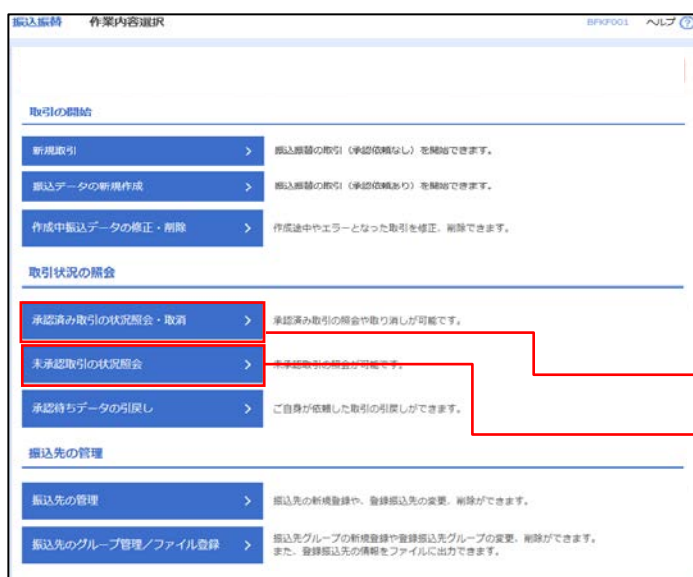 振込振替 作業内容選択 BFKF001 ヘルプ ?
取引の開始
新規取引 > 振込振替の取引（承認依頼なし）を開始できます。
振込データの新規作成 > 振込振替の取引（承認依頼あり）を開始できます。
作成中振込データの修正・削除 > 作成途中やエラーとなった取引を修正、削除できます。
取引状況の照会
承認済み取引の状況照会・取消 > 承認済み取引の照会や取り消しが可能です。
未承認取引の状況照会 > 未承認取引の照会が可能です。
承認待ちデータの引戻し > ご自身が依頼した取引の引戻しができます。
振込先の管理
振込先の管理 > 振込先の新規登録や、登録振込先の変更、削除ができます。
振込先のグループ管理／ファイル登録 > 振込先グループの新規登録や登録振込先グループの変更、削除ができます。
また、登録振込先の情報をファイルに出力できます。